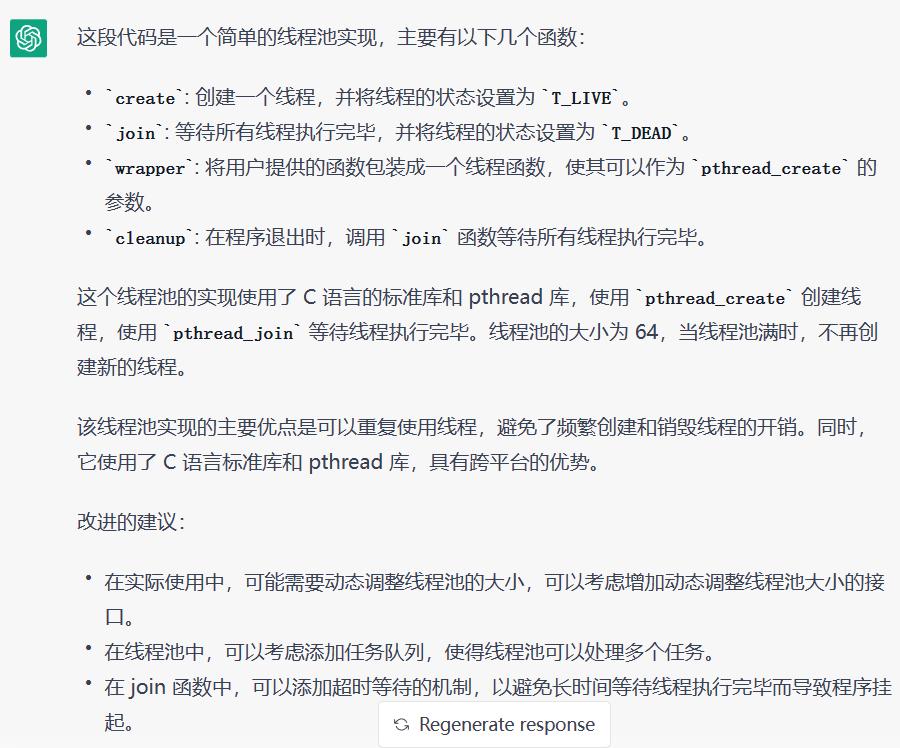 这段代码是一个简单的线程池实现，主要有以下几个函数：
• `create`: 创建一个线程，并将线程的状态设置为 `T_LIVE`。
• `join`: 等待所有线程执行完毕，并将线程的状态设置为 `T_DEAD`。
• `wrapper`: 将用户提供的函数包装成一个线程函数，使其可以作为 `pthread_create` 的
参数。
• `cleanup`: 在程序退出时，调用 `join` 函数等待所有线程执行完毕。
这个线程池的实现使用了 C 语言的标准库和 pthread 库，使用 `pthread_create` 创建线
程，使用 `pthread_join` 等待线程执行完毕。线程池的大小为 64，当线程池满时，不再创
建新的线程。
该线程池实现的主要优点是可以重复使用线程，避免了频繁创建和销毁线程的开销。同时，
它使用了 C 语言标准库和 pthread 库，具有跨平台的优势。
改进的建议：
• 在实际使用中，可能需要动态调整线程池的大小，可以考虑增加动态调整线程池大小的接
口。
• 在线程池中，可以考虑添加任务队列，使得线程池可以处理多个任务。
• 在 join 函数中，可以添加超时等待的机制，以避免长时间等待线程执行完毕而导致程序挂
起。
Regenerate response